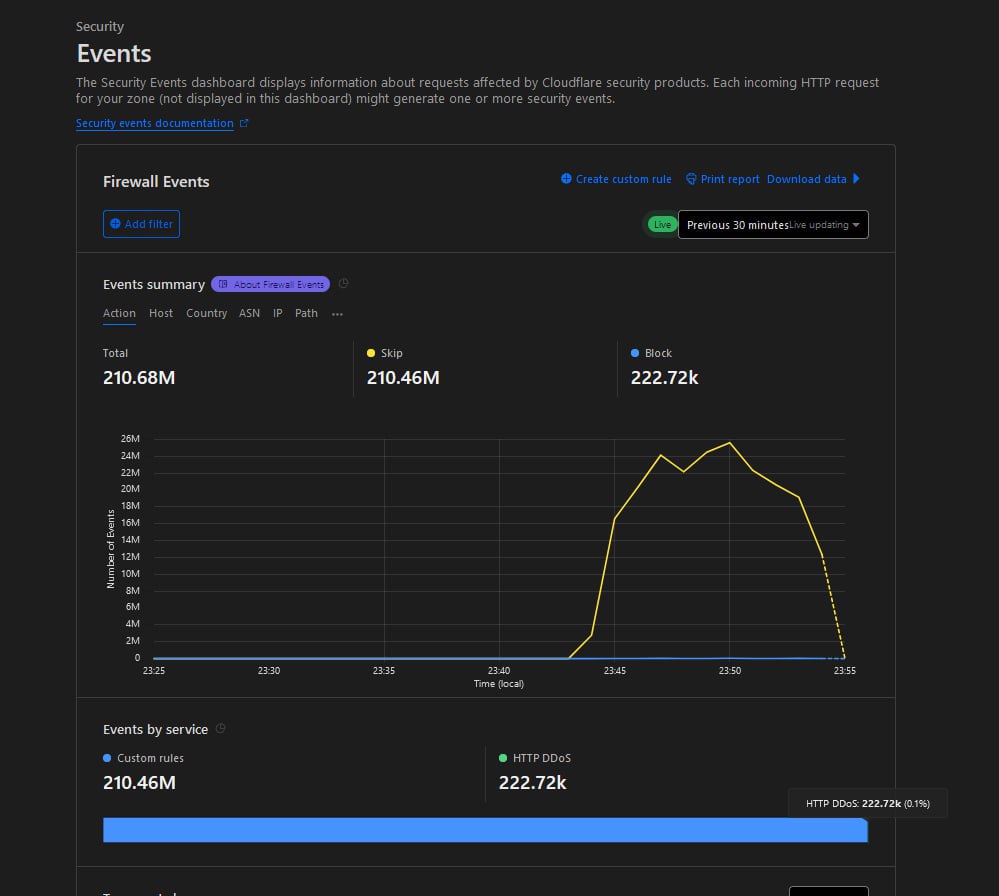 Security
Events
The Security Events dashboard displays information about requests affected by Cloudflare security products. Each incoming HTTP request
for your zone (not displayed in this dashboard) might generate one or more security events.
Security events documentation
Firewall Events
Create custom rule
Print report
Download data
Add filter
Live
Previous 30 minutes Live updating
Events summary
About Firewall Events
Action Host Country ASN IP Path ...
Total
210.68M
Skip
210.46M
Block
222.72k
Number of Events
26M
24M
22M
20M
18M
16M
14M
12M
10M
8M
6M
4M
2M
0
23:25 23:30 23:35 23:40 23:45 23:50 23:55
Time (local)
Events by service
Custom rules
210.46M
HTTP DDoS
222.72k
HTTP DDoS: 222.72k (0.1%)